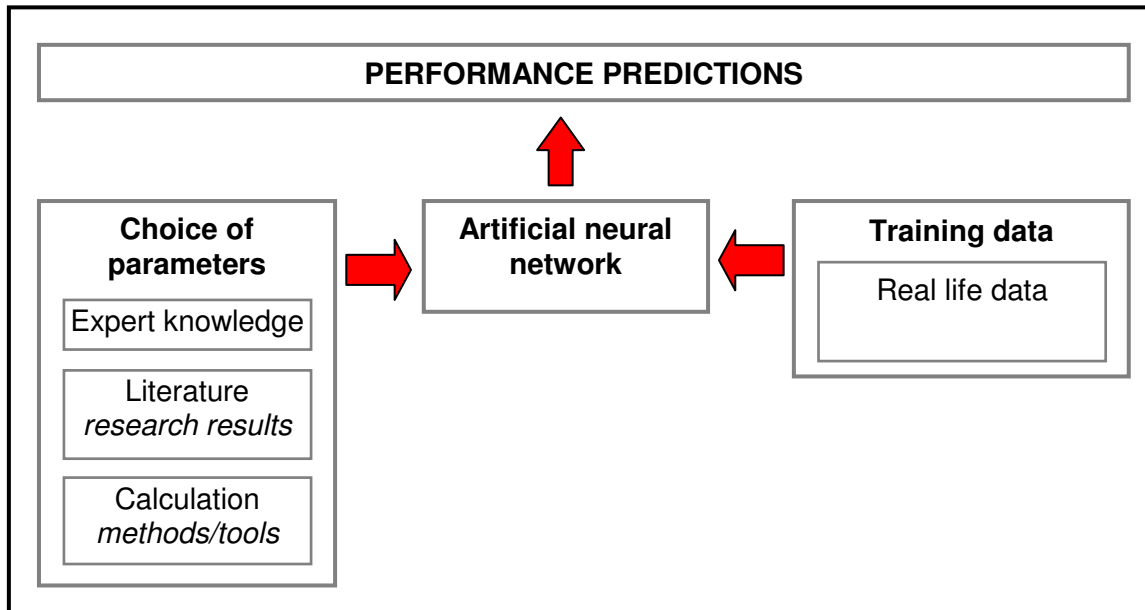 PERFORMANCE PREDICTIONS
Choice of
parameters
Expert knowledge
Literature
research results
Calculation
methods/tools
Artificial neural
network
Training data
Real life data